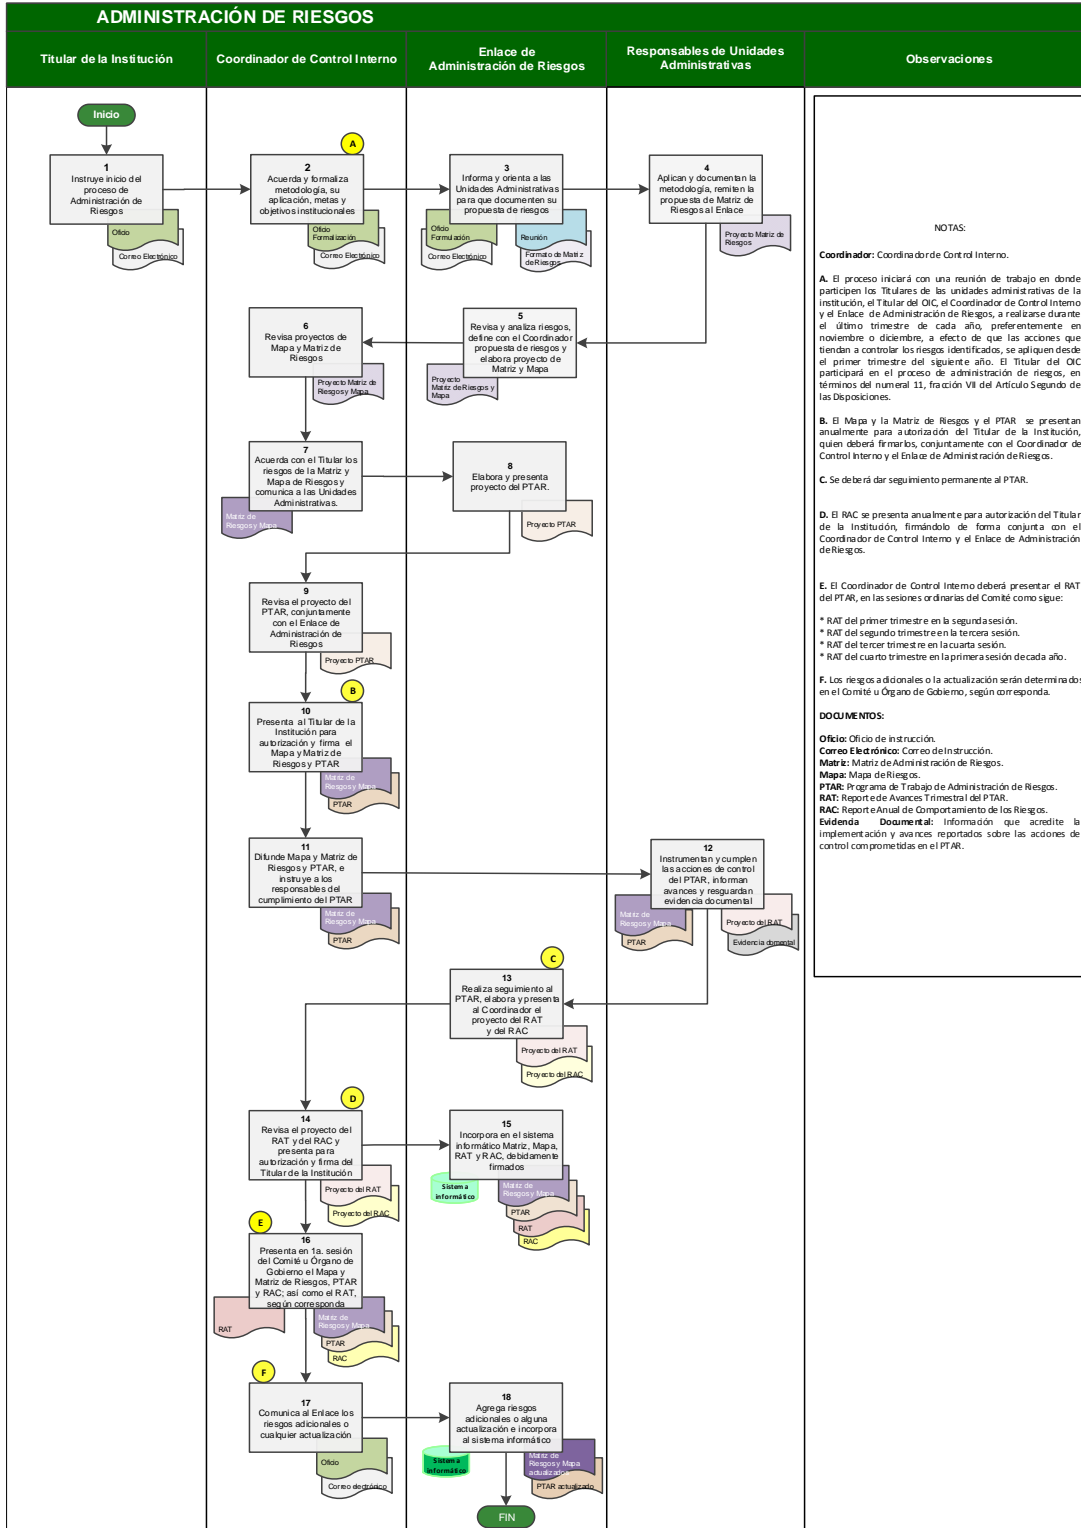 ADMINISTRACIÓN DE RIESGOS
Titular de la Institución
Coordinador de Control Interno
Enlace de
Administración de Riesgos
Responsables de Unidades
Administrativas
Observaciones
Inicio
1
Instruye inicio del
proceso de
Administración de
Riesgos
Oficio
Correo Electrónico
A
2
Acuerda y formaliza
metodología, su
aplicación, metas y
objetivos institucionales
Oficio
Formalización
Correo Electrónico
3
Informa y orienta a las
Unidades Administrativas
para que documenten su
propuesta de riesgos
Oficio
Formulación
Correo Electrónico
Reunión
Formato de Matriz
de Riesgos
4
Aplican y documentan la
metodología, remiten la
propuesta de Matriz de
Riesgos al Enlace
Proyecto Matriz de
Riesgos
5
Revisa y analiza riesgos,
define con el Coordinador
propuesta de riesgos y
elabora proyecto de
Matriz y Mapa
Proyecto
Matriz de Riesgos y
Mapa
6
Revisa proyectos de
Mapa y Matriz de
Riesgos
Proyecto Matriz de
Riesgos y Mapa
7
Acuerda con el Titular los
riesgos de la Matriz y
Mapa de Riesgos y
comunica a las Unidades
Administrativas.
Matriz de
Riesgos y Mapa
8
Elabora y presenta
proyecto del PTAR.
Proyecto PTAR
9
Revisa el proyecto del
PTAR, conjuntamente
con el Enlace de
Administración de
Riesgos
Proyecto PTAR
B
10
Presenta al Titular de la
Institución para
autorización y firma el
Mapa y Matriz de
Riesgos y PTAR
Matriz de
Riesgos y Mapa
PTAR
11
Difunde Mapa y Matriz de
Riesgos y PTAR, e
instruye a los
responsables del
cumplimiento del PTAR
Matriz de
Riesgos y Mapa
PTAR
12
Instrumentan y cumplen
las acciones de control
del PTAR, informan
avances y resguardan
evidencia documental
Matriz de
Riesgos y Mapa
PTAR
Proyecto del RAT
Evidencia domental
C
13
Realiza seguimiento al
PTAR, elabora y presenta
al Coordinador el
proyecto del RAT
y del RAC
Proyecto del RAT
Proyecto del RAC
D
14
Revisa el proyecto del
RAT y del RAC y
presenta para
autorización y firma del
Titular de la Institución
Proyecto del RAT
Proyecto del RAC
15
Incorpora en el sistema
informático Matriz, Mapa,
RAT y RAC, debidamente
firmados
Sistema
informático
Matriz de
Riesgos y Mapa
PTAR
RAT
RAC
E
16
Presenta en 1a. sesión
del Comité u Órgano de
Gobierno el Mapa y
Matriz de Riesgos, PTAR
y RAC; así como el RAT,
según corresponda
RAT
Matriz de
Riesgos y Mapa
PTAR
RAC
F
17
Comunica al Enlace los
riesgos adicionales o
cualquier actualización
Oficio
Correo electrónico
18
Agrega riesgos
adicionales o alguna
actualización e incorpora
al sistema informático
Sistema
informático
Matriz de
Riesgos y Mapa
actualizados
PTAR actualizado
FIN
NOTAS:
Coordinador: Coordinador de Control Interno.
A. El proceso iniciará con una reunión de trabajo en donde
participen los Titulares de las unidades administrativas de la
institución, el Titular del OIC, el Coordinador de Control Interno
y el Enlace de Administración de Riesgos, a realizarse durante
el último trimestre de cada año, preferentemente en
noviembre o diciembre, a efecto de que las acciones que
tiendan a controlar los riesgos identificados, se apliquen desde
el primer trimestre del siguiente año. El Titular del OIC
participará en el proceso de administración de riesgos, en
términos del numeral 11, fracción VII del Artículo Segundo de
las Disposiciones.
B. El Mapa y la Matriz de Riesgos y el PTAR se presentan
anualmente para autorización del Titular de la Institución,
quien deberá firmarlos, conjuntamente con el Coordinador de
Control Interno y el Enlace de Administración de Riesgos.
C. Se deberá dar seguimiento permanente al PTAR.
D. El RAC se presenta anualmente para autorización del Titular
de la Institución, firmándolo de forma conjunta con el
Coordinador de Control Interno y el Enlace de Administración
de Riesgos.
E. El Coordinador de Control Interno deberá presentar el RAT
del PTAR, en las sesiones ordinarias del Comité como sigue:
* RAT del primer trimestre en la segunda sesión.
* RAT del segundo trimestre en la tercera sesión.
* RAT del tercer trimestre en la cuarta sesión.
* RAT del cuarto trimestre en la primera sesión de cada año.
F. Los riesgos adicionales o la actualización serán determinados
en el Comité u Órgano de Gobierno, según corresponda.
DOCUMENTOS:
Oficio: Oficio de instrucción.
Correo Electrónico: Correo de Instrucción.
Matriz: Matriz de Administración de Riesgos.
Mapa: Mapa de Riesgos.
PTAR: Programa de Trabajo de Administración de Riesgos.
RAT: Reporte de Avances Trimestral del PTAR.
RAC: Reporte Anual de Comportamiento de los Riesgos.
Evidencia Documental: Información que acredite la
implementación y avances reportados sobre las acciones de
control comprometidas en el PTAR.